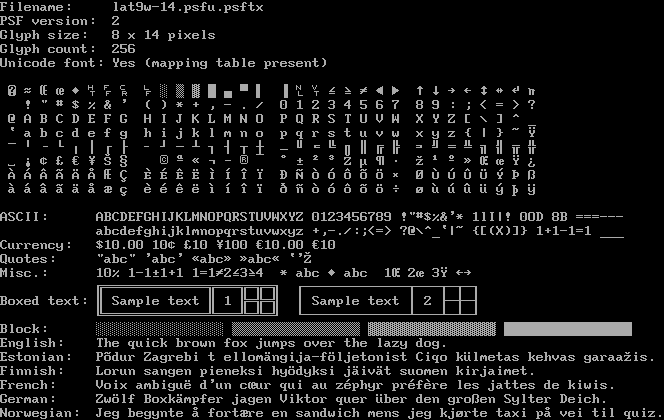 Filename: lat9w-14.psfu.psftx
PSF version: 2
Glyph size: 8 x 14 pixels
Glyph count: 256
Unicode font: Yes (mapping table present)
! " # $ % & ' ( ) * + , - . / 0 1 2 3 4 5 6 7 8 9 : ; < = > ?
@ A B C D E F G H I J K L M N O P Q R S T U V W X Y Z [ \ ] ^ _
‛ a b c d e f g h i j k l m n o p q r s t u v w x y z { | } ~ Ÿ
À Á Â Ã Ä Å Æ Ç È É Ê Ë Ì Í Î Ï Ð Ñ Ò Ó Ô Õ Ö × Ø Ù Ú Û Ü Ý Þ ß
à á â ã ä å æ ç è é ê ë ì í î ï ð ñ ò ó ô õ ö ÷ ø ù ú û ü ý þ ÿ
ASCII: ABCDEFGHIJKLMNOPQRSTUVWXYZ 0123456789 !"#$%&'* 1lI|! 0OD 8B ===---
abcdefghijklmnopqrstuvwxyz +,-./:;<=> ?@\^_‛|~ {[(X)]} 1+1-1=1 ___
Currency: $10.00 10¢ £10 ¥100 €10.00 €10
Quotes: "abc" 'abc' «abc» »abc« ‛'Ž
Misc.: 10% 1-1±1+1 1=1≠2≤3≥4 * abc ♦ abc 1Œ 2œ 3Ÿ ↔
Boxed text: Sample text 1 Sample text 2
Block:
English: The quick brown fox jumps over the lazy dog.
Estonian: Põdur Zagrebi t ellomängija-följetonist Ciqo külmetas kehvas garaažis.
Finnish: Lorun sangen pieneksi hyödyksi jäivät suomen kirjaimet.
French: Voix ambiguë d'un cœur qui au zéphyr préfère les jattes de kiwis.
German: Zwölf Boxkämpfer jagen Viktor quer über den großen Sylter Deich.
Norwegian: Jeg begynte å fortære en sandwich mens jeg kjørte taxi på vei til quiz.